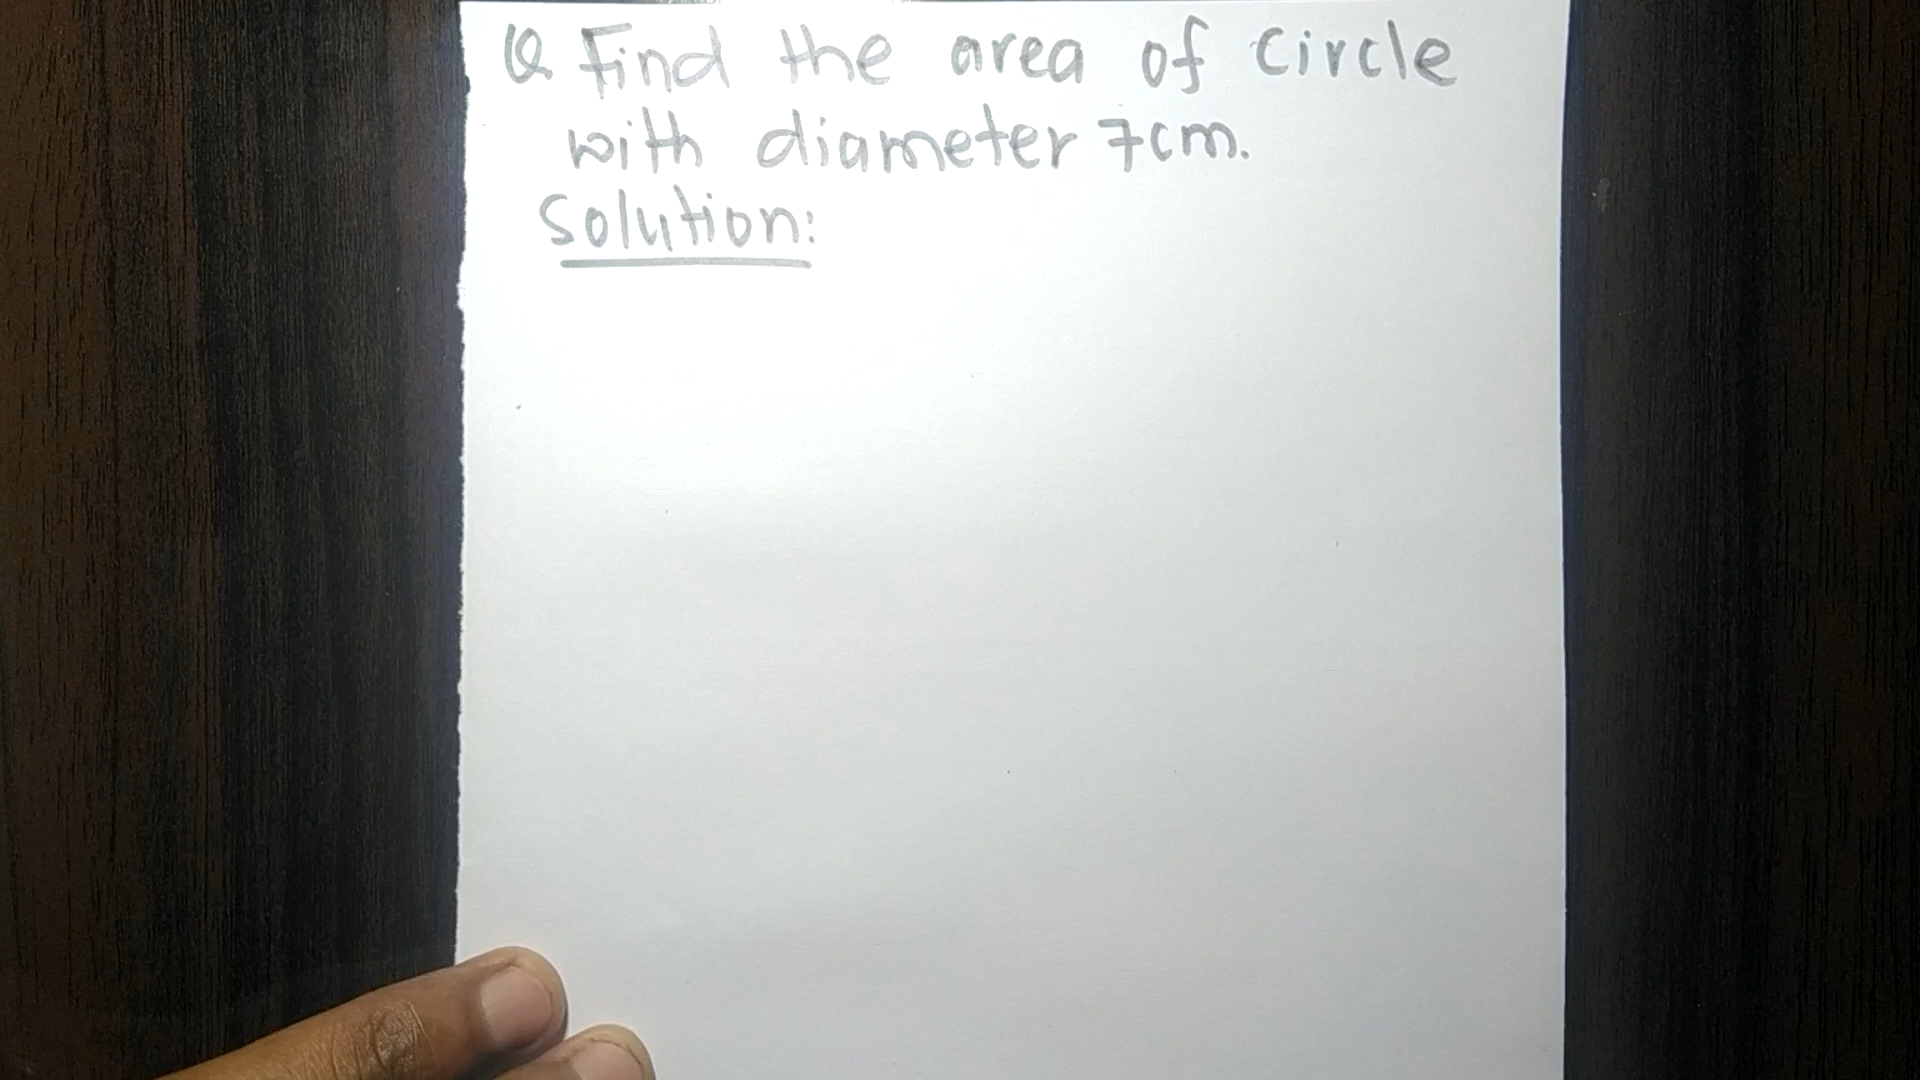 Q. Find the area of circle
with diameter 7cm.
Solution: